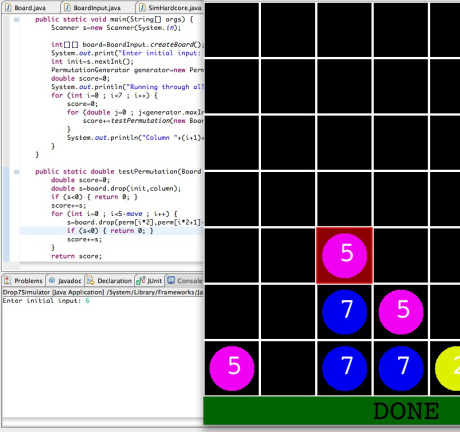 Board.java BoardInput.java SimHardcore.java
public static void main(String[] args) {
Scanner s=new Scanner(System.in);
int[][] board=BoardInput.createBoard();
System.out.print("Enter initial input:
int init=s.nextInt();
PermutationGenerator generator=new Perm
double score=0;
System.out.println("Running through all
for (int i=0 ; i<7 ; i++) {
score=0;
for (double j=0 ; j<generator.maxIn
score+=testPermutation(new Boar
}
System.out.println("Column "+(i+1)+
}
}
public static double testPermutation(Board
double score=0;
double s=board.drop(init,column);
if (s<0) { return 0; }
score+=s;
for (int i=0 ; i<5-move ; i++) {
s=board.drop(perm[i*2],perm[i*2+1]-
if (s<0) { return 0; }
score+=s;
}
return score;
Problems @ Javadoc Declaration JUnit Console
Drop7Simulator [Java Application] /System/Library/Frameworks/Ja
Enter initial input: 5
5
7 5
5 7 7 2
DONE